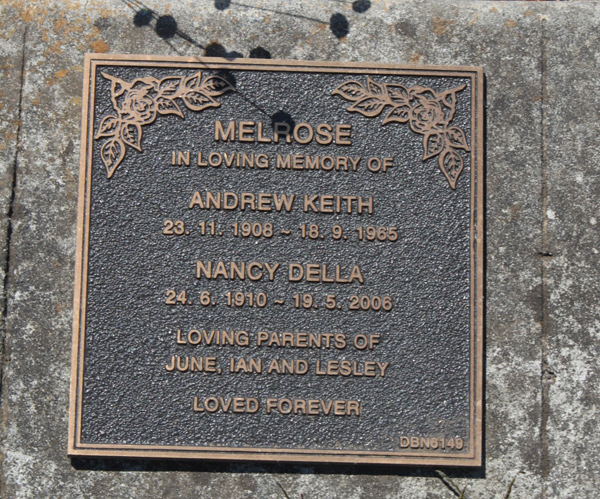 MELROSE
IN LOVING MEMORY OF
ANDREW KEITH
23. 11. 1908 ~ 18. 9. 1965
NANCY DELLA
24. 6. 1910 ~ 19. 5. 2006
LOVING PARENTS OF
JUNE, IAN AND LESLEY
LOVED FOREVER
DBN6149